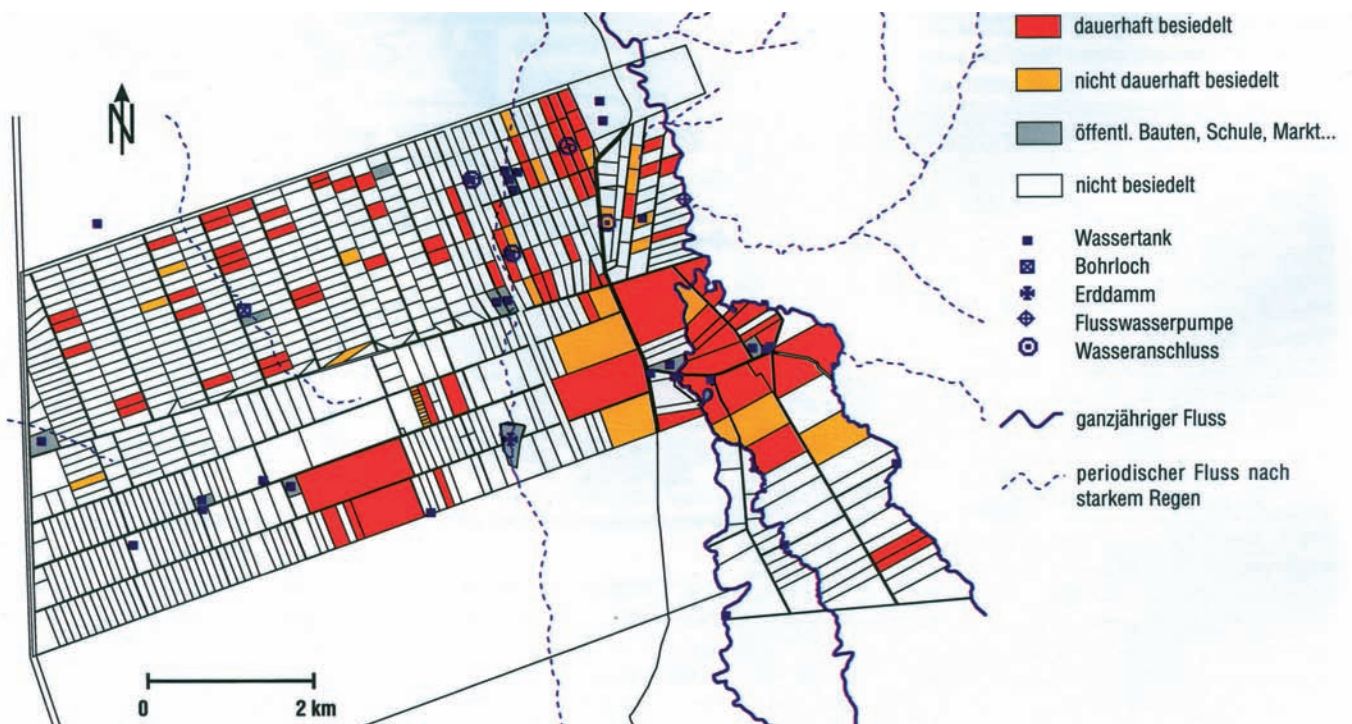 dauerhaft besiedelt
nicht dauerhaft besiedelt
öffentl. Bauten, Schule, Markt...
nicht besiedelt
Wassertank
Bohrloch
Erddamm
Flusswasserpumpe
Wasseranschluss
ganzjähriger Fluss
periodischer Fluss nach
starkem Regen
N
0 2 km